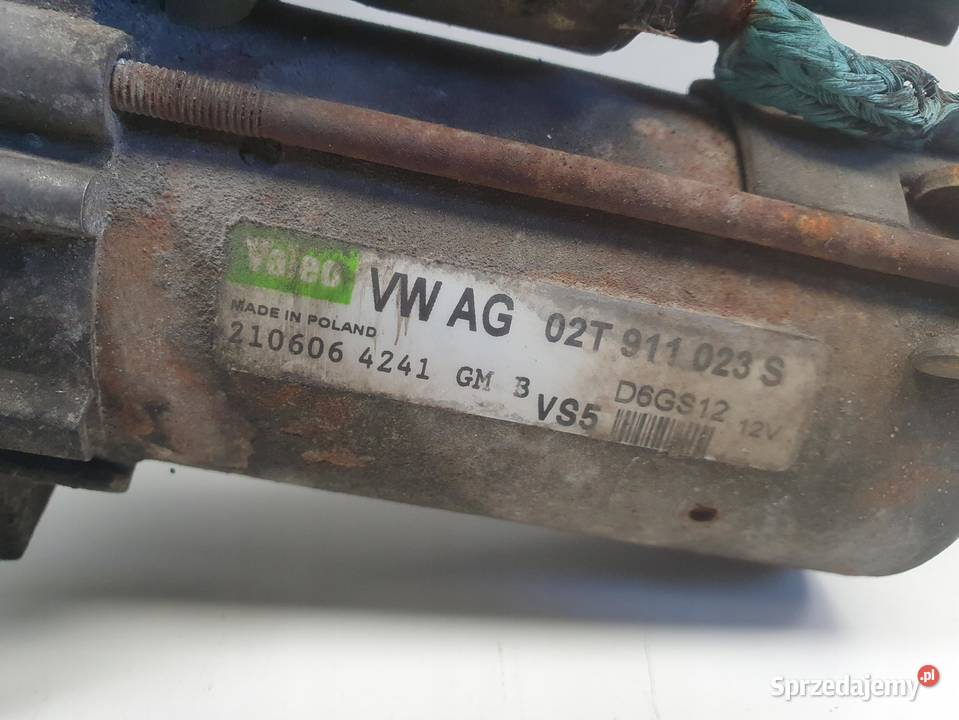 Valeo VW AG 02T 911 023 S
MADE IN POLAND
210606 4241 GM B VS5 D6GS12 12V
Sprzedajemy.pl